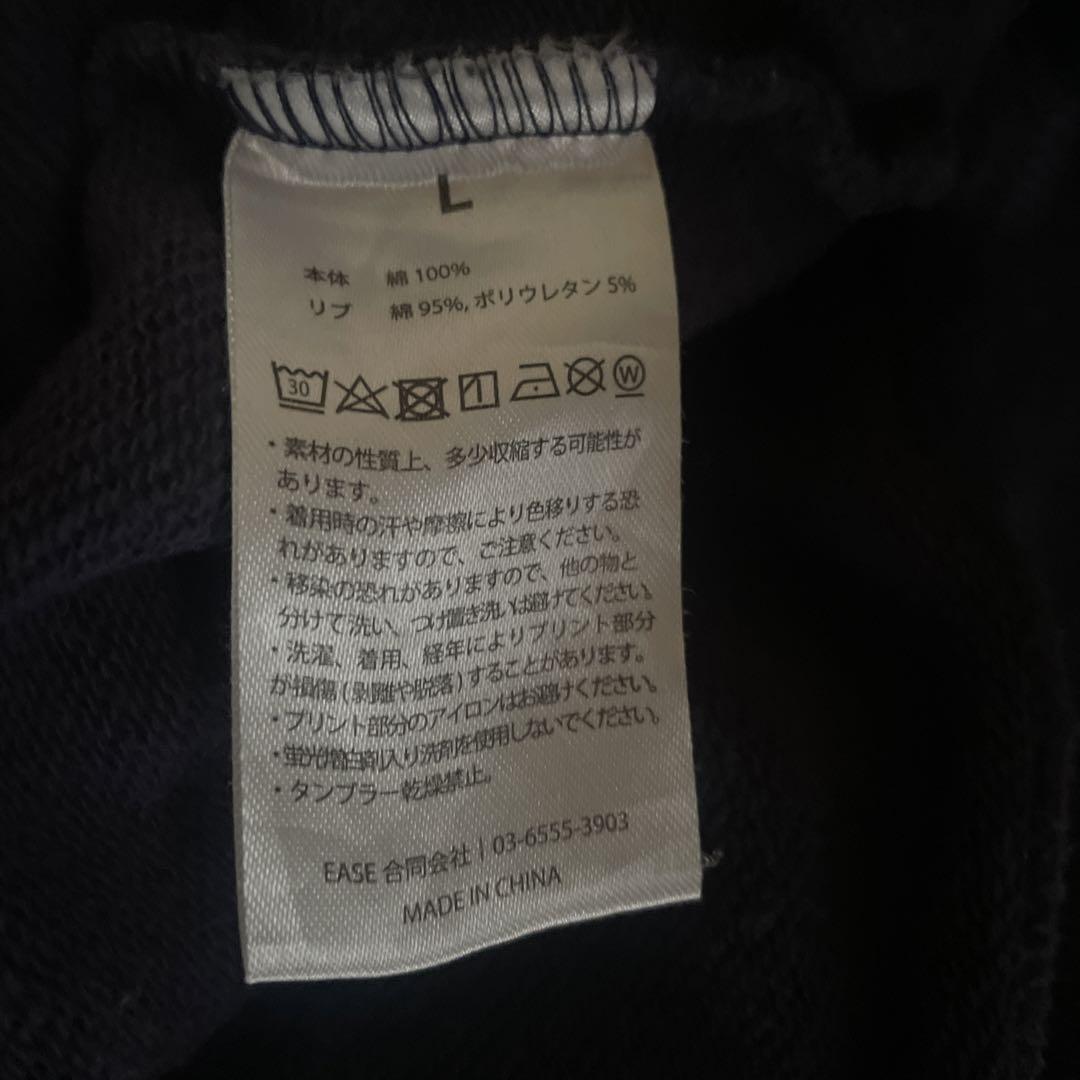 L
本体 綿 100%
リブ 綿 95%, ポリウレタン 5%
30 W
・素材の性質上、多少収縮する可能性が
あります。
・着用時の汗や摩擦により色移りする恐
れがありますので、ご注意ください。
・移染の恐れがありますので、他の物と
分けて洗い、つけ置き洗いは避けてください。
・洗濯、着用、経年によりプリント部分
が損傷(剥離や脱落)することがあります。
・プリント部分のアイロンはお避けください。
・蛍光増白剤入り洗剤を使用しないでください。
・タンブラー乾燥禁止。
EASE 合同会社 | 03-6555-3903
MADE IN CHINA